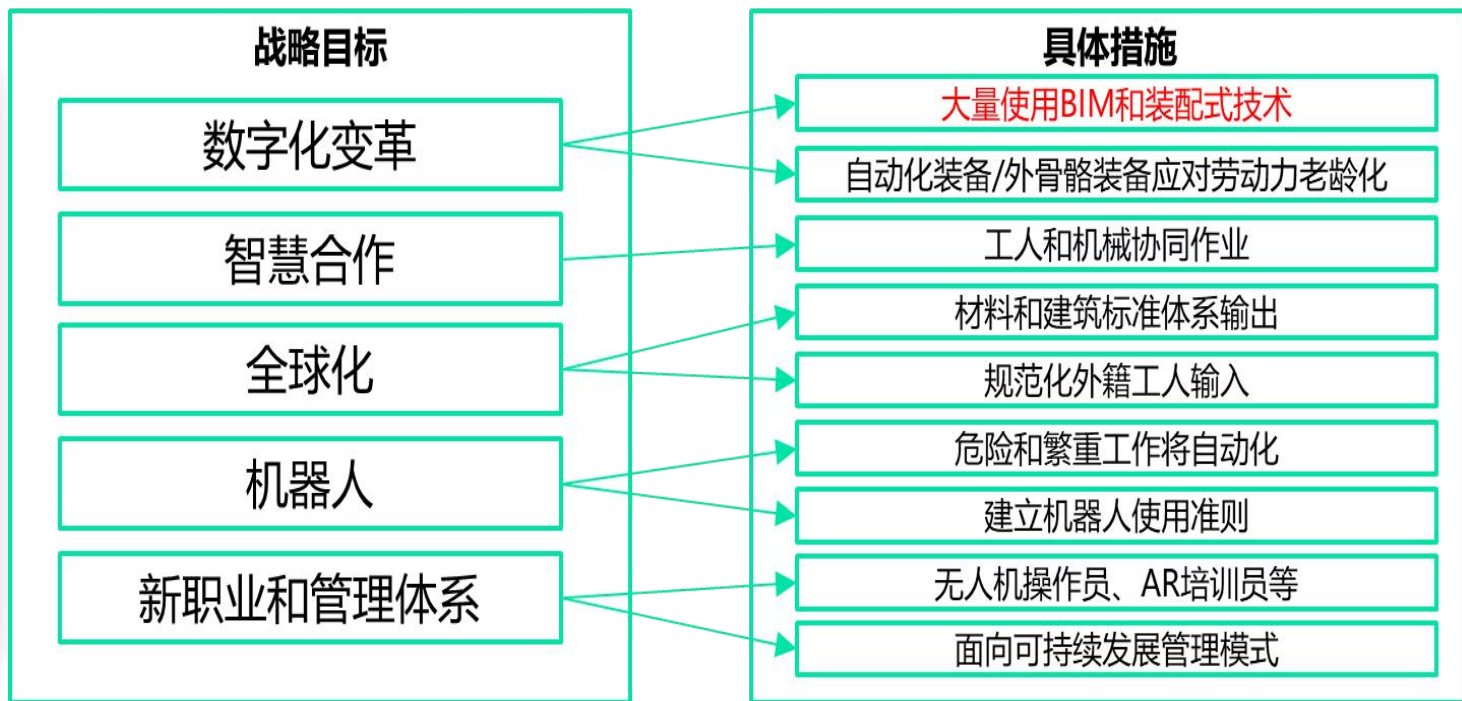 战略目标
数字化变革
智慧合作
全球化
机器人
新职业和管理体系
具体措施
大量使用BIM和装配式技术
自动化装备/外骨骼装备应对劳动力老龄化
工人和机械协同作业
材料和建筑标准体系输出
规范化外籍工人输入
危险和繁重工作将自动化
建立机器人使用准则
无人机操作员、AR培训员等
面向可持续发展管理模式